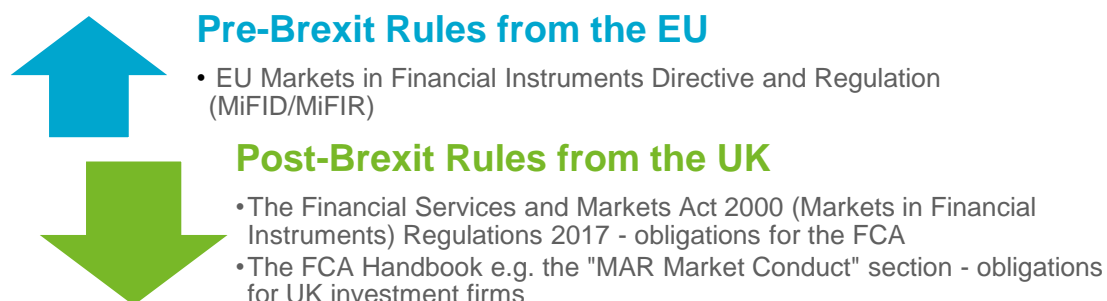 Pre-Brexit Rules from the EU
• EU Markets in Financial Instruments Directive and Regulation
(MiFID/MiFIR)
Post-Brexit Rules from the UK
•The Financial Services and Markets Act 2000 (Markets in Financial
Instruments) Regulations 2017 - obligations for the FCA
•The FCA Handbook e.g. the "MAR Market Conduct" section - obligations
for UK investment firms